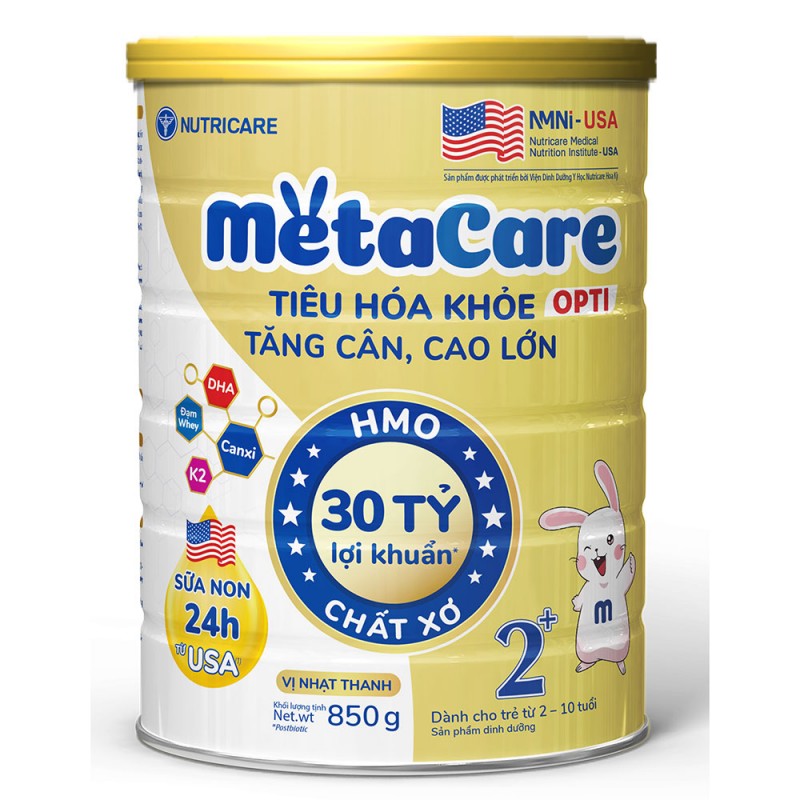 NUTRICARE
NMNi - USA
Nutricare Medical
Nutrition Institute - USA
Sản phẩm được phát triển bởi Viện Dinh Dưỡng Y Học Nutricare Hoa Kỳ
metaCare
OPTI
TIÊU HÓA KHỎE
TĂNG CÂN, CAO LỚN
DHA
Đạm
Whey
Canxi
K2
HMO
30 TỶ
lợi khuẩn*
CHẤT XƠ
SỮA NON
24h
TỪ USA(1)
m
2+
VỊ NHẠT THANH
Khối lượng tịnh
Net.wt 850 g
*Postbiotic
Dành cho trẻ từ 2 – 10 tuổi
Sản phẩm dinh dưỡng